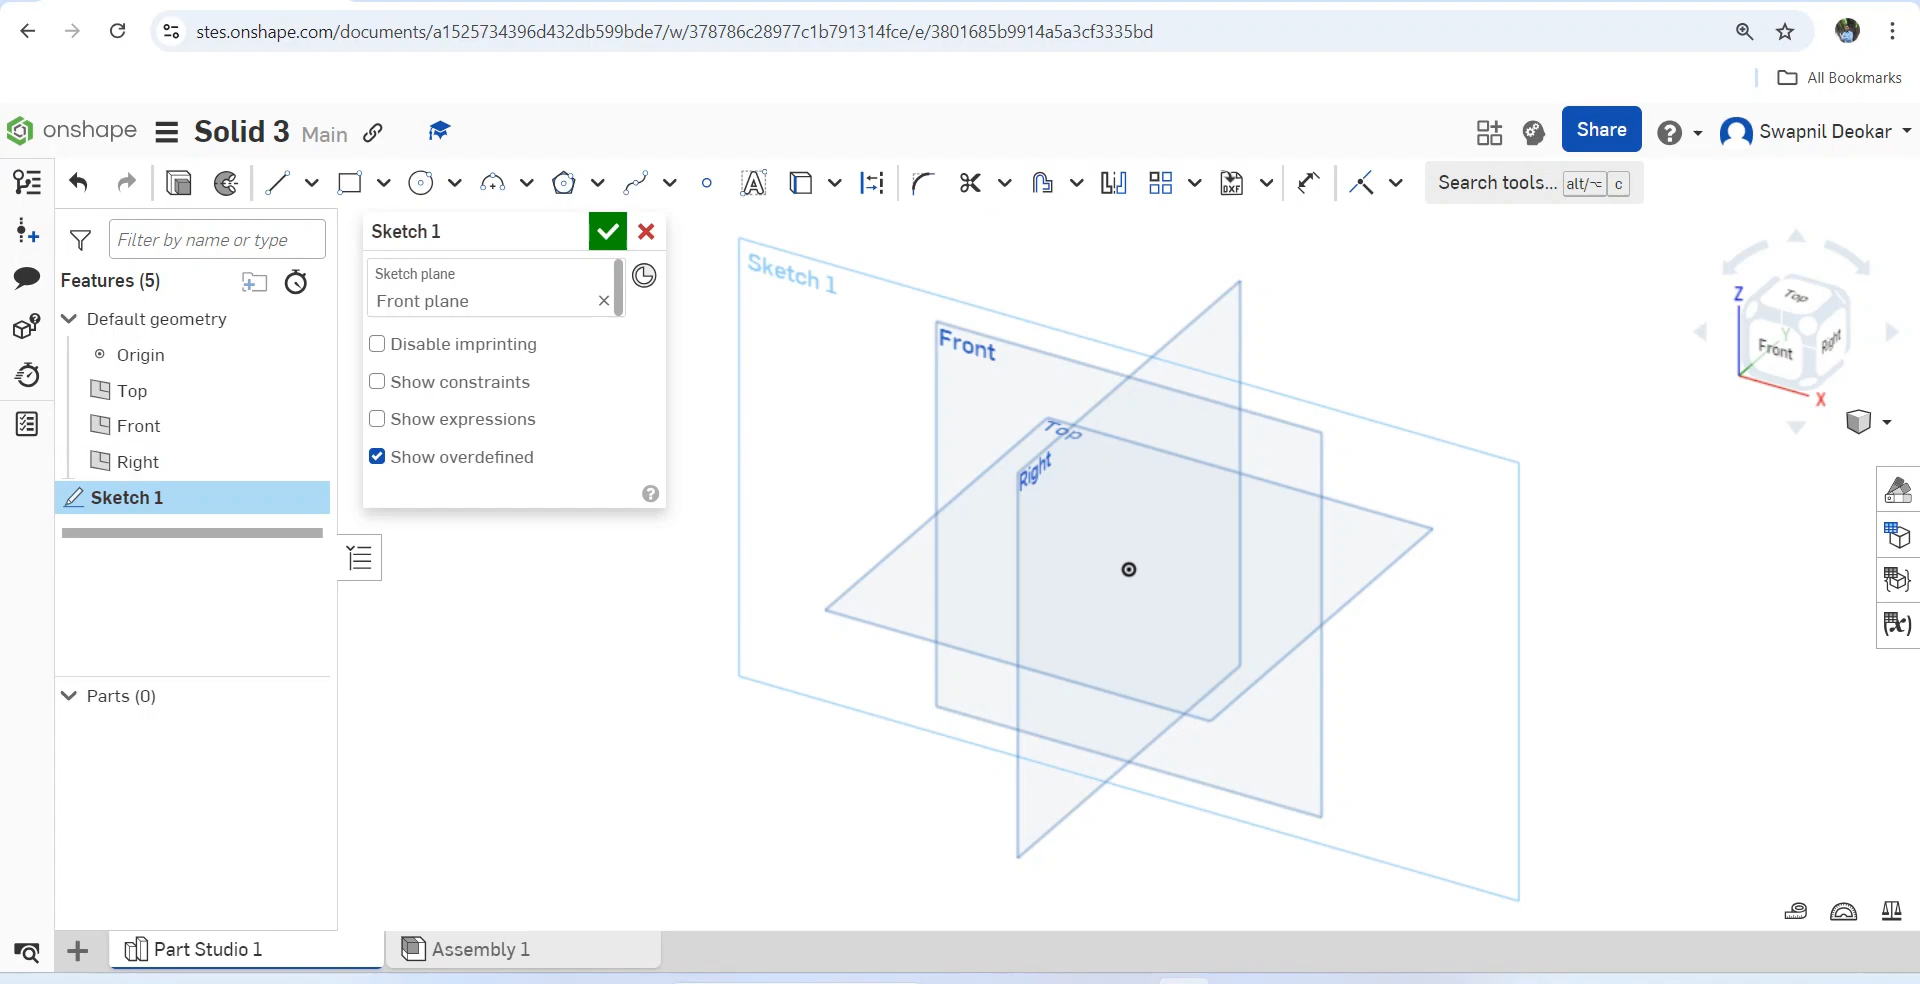 stes.onshape.com/documents/a1525734396d432db599bde7/w/378786c28977c1b791314fce/e/3801685b9914a5a3cf3335bd
All Bookmarks
onshape Solid 3 Main Share Swapnil Deokar
DXF
Search tools... alt/⌥ c
Filter by name or type
Features (5)
Default geometry
Origin
Top
Front
Right
Sketch 1
Parts (0)
Sketch 1
Sketch plane
Front plane
Disable imprinting
Show constraints
Show expressions
Show overdefined
Sketch 1
Front
Top
Right
Z
Top
Y
Front
Right
X
(x)
Part Studio 1
Assembly 1